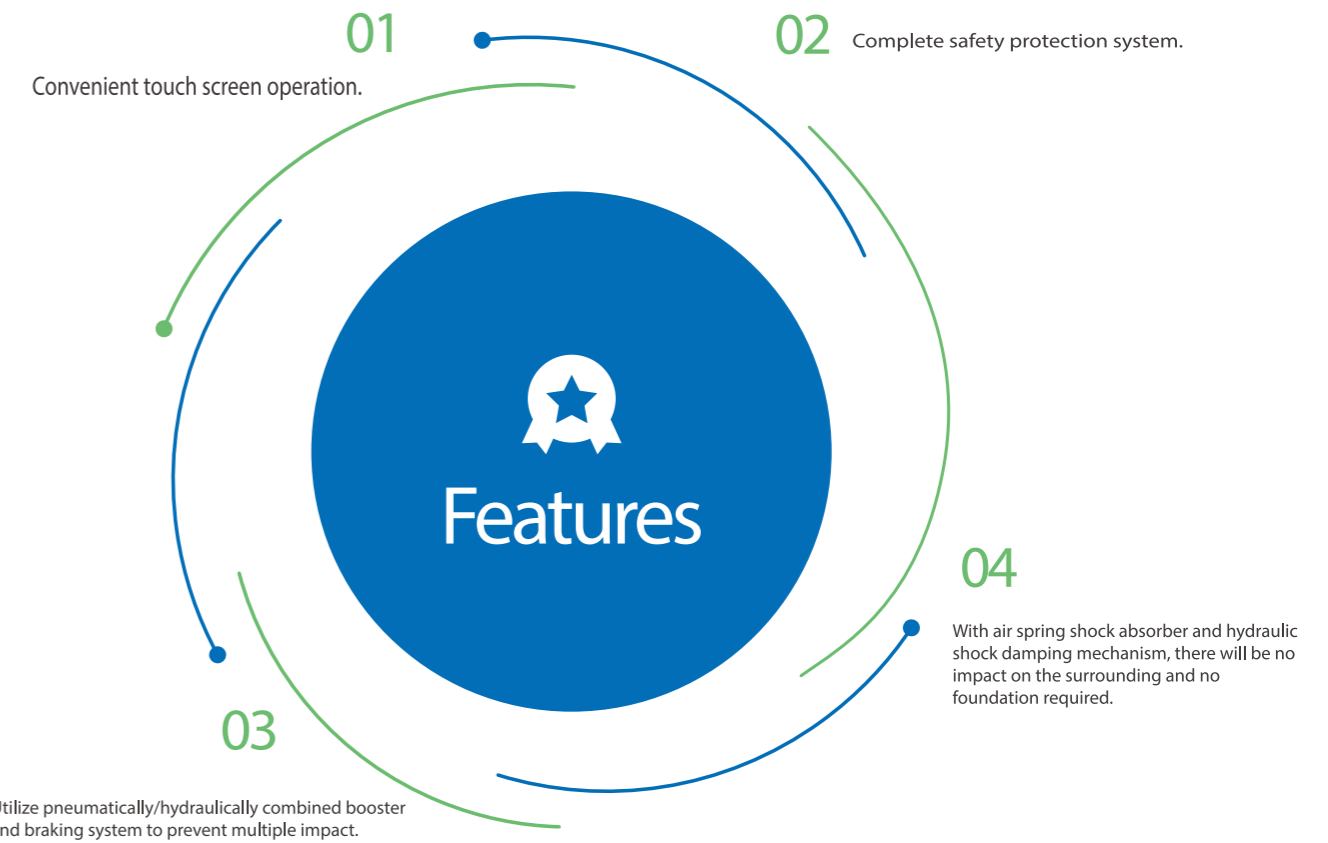 01
Convenient touch screen operation.
02
Complete safety protection system.
Features
03
tilize pneumatically/hydraulically combined booster
nd braking system to prevent multiple impact.
04
With air spring shock absorber and hydraulic
shock damping mechanism, there will be no
impact on the surrounding and no
foundation required.